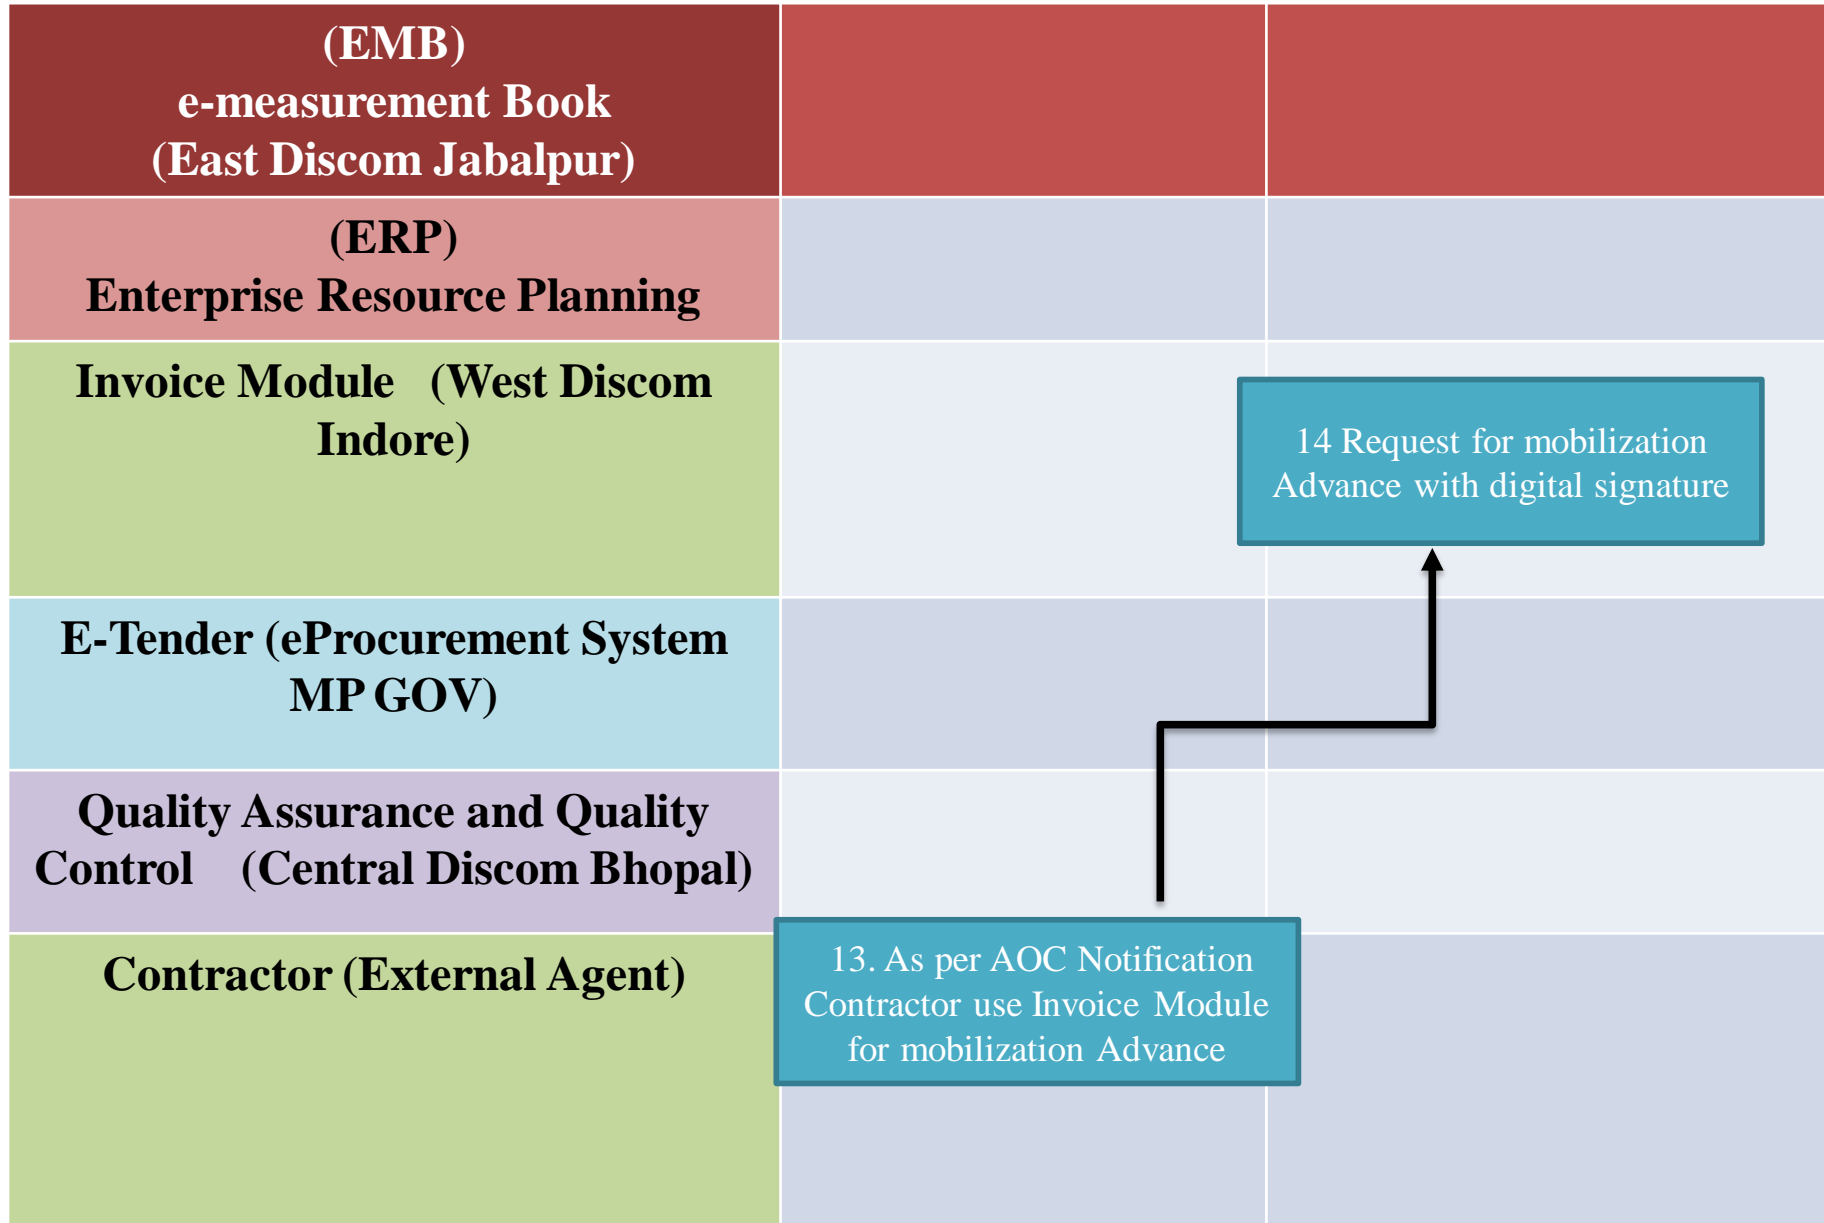 (EMB)
e-measurement Book
(East Discom Jabalpur)
(ERP)
Enterprise Resource Planning
Invoice Module (West Discom
Indore)
14 Request for mobilization
Advance with digital signature
E-Tender (eProcurement System
MP GOV)
Quality Assurance and Quality
Control (Central Discom Bhopal)
Contractor (External Agent)
13. As per AOC Notification
Contractor use Invoice Module
for mobilization Advance